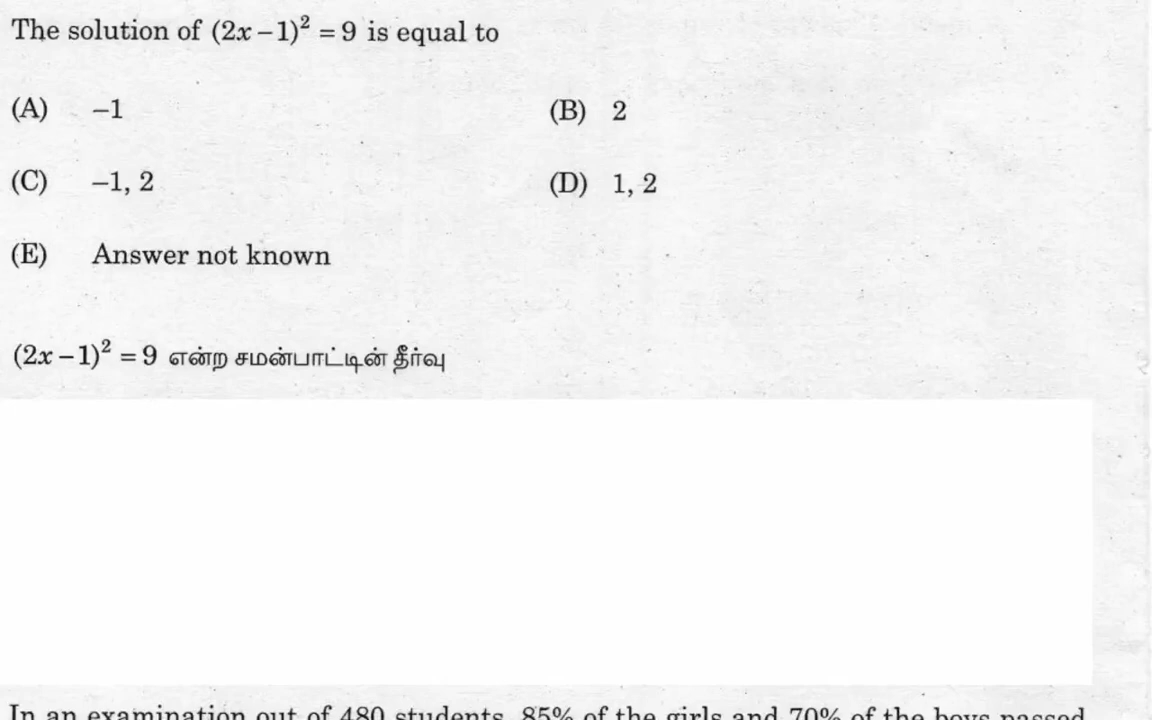 The solution of (2x – 1)² = 9 is equal to
(A) –1 (B) 2
(C) –1, 2 (D) 1, 2
(E) Answer not known
(2x – 1)² = 9 என்ற சமன்பாட்டின் தீர்வு
In an examination out of 480 students, 85% of the girls and 70% of the boys passed